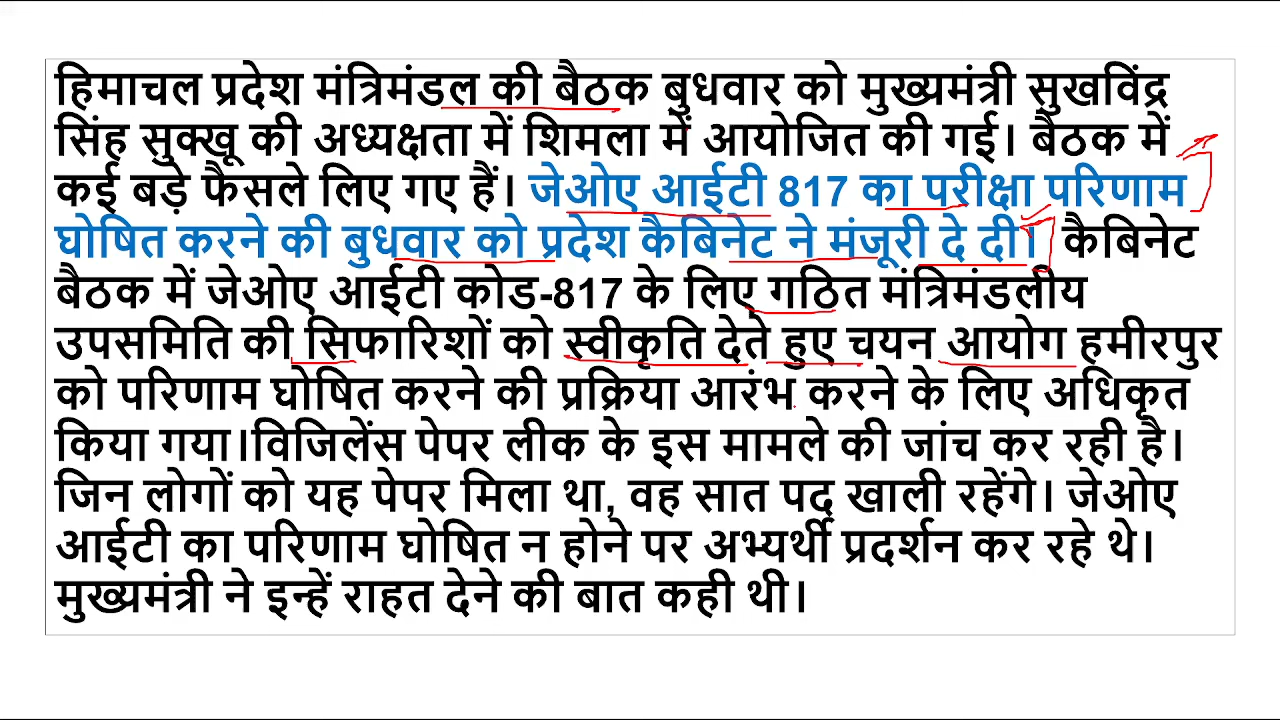 हिमाचल प्रदेश मंत्रिमंडल की बैठक बुधवार को मुख्यमंत्री सुखविंद्र
सिंह सुक्खू की अध्यक्षता में शिमला में आयोजित की गई। बैठक में
कई बड़े फैसले लिए गए हैं। जेओए आईटी 817 का परीक्षा परिणाम
घोषित करने की बुधवार को प्रदेश कैबिनेट ने मंजूरी दे दी। कैबिनेट
बैठक में जेओए आईटी कोड-817 के लिए गठित मंत्रिमंडलीय
उपसमिति की सिफारिशों को स्वीकृति देते हुए चयन आयोग हमीरपुर
को परिणाम घोषित करने की प्रक्रिया आरंभ करने के लिए अधिकृत
किया गया।विजिलेंस पेपर लीक के इस मामले की जांच कर रही है।
जिन लोगों को यह पेपर मिला था, वह सात पद खाली रहेंगे। जेओए
आईटी का परिणाम घोषित न होने पर अभ्यर्थी प्रदर्शन कर रहे थे।
मुख्यमंत्री ने इन्हें राहत देने की बात कही थी।